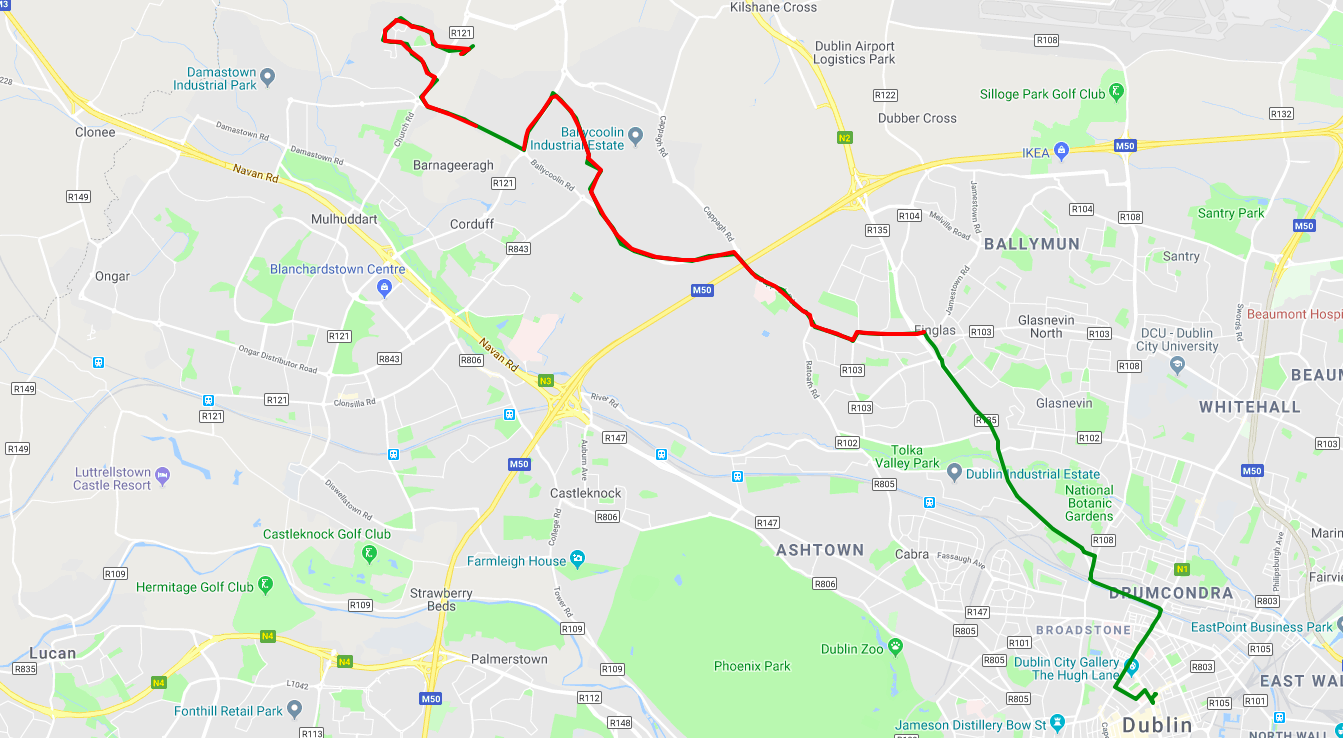 M3
Kilshane Cross
R121
R108
Dublin Airport
Logistics Park
Damastown
Industrial Park
228
Silloge Park Golf Club
R122
Dubber Cross
R132
Clonee
Damastown Rd
Church Rd
Ballycoolin
Industrial Estate
Cappagh Rd
N2
IKEA
M50
Damastown Rd
Barnageeragh
Navan Rd
Ballycoolin Rd
R121
R149
Jamestown Rd
Mulhuddart
Corduff
Cappagh Rd
R104
Melville Road
R104
R108
Santry Park
R135
M50
BALLYMUN
R843
Santry
Blanchardstown Centre
Ongar
M50
Jamestown Rd
Swords Rd
Beaumont Hospi
Finglas
R103
Glasnevin
North
R103
DCU - Dublin
City University
R121
Navan Rd
R843
R806
Ongar Distributor Road
Ratoath Rd
R103
R108
BEAUM
R149
N3
Clonsilla Rd
R121
River Rd
R121
R103
Glasnevin
WHITEHALL
R135
R147
R102
R102
R103
R149
Tolka
Valley Park
M50
Auburn Ave
Luttrellstown
Castle Resort
Dublin Industrial Estate
M50
R805
Diswellstown Rd
Castleknock
National
Botanic
Gardens
R806
College Rd
R147
Castleknock Golf Club
ASHTOWN
R108
Marin
Cabra
Fassaugh Ave
Farmleigh House
Philipsburgh Ave
N1
R109
Hermitage Golf Club
R806
Fairvie
Strawberry
Beds
DRUMCONDRA
R803
R109
Tower Rd
R147
R109
R805
BROADSTONE
EastPoint Business Park
N4
R101
Lucan
N4
Dublin Zoo
R105
Palmerstown
R805
Dublin City Gallery
The Hugh Lane
R803
R835
Phoenix Park
R109
N4
L1042
EAST WA
R112
M50
R805
R105
R101
Fonthill Retail Park
R148
Jameson Distillery Bow St
Dublin
R113
NORTH WALL